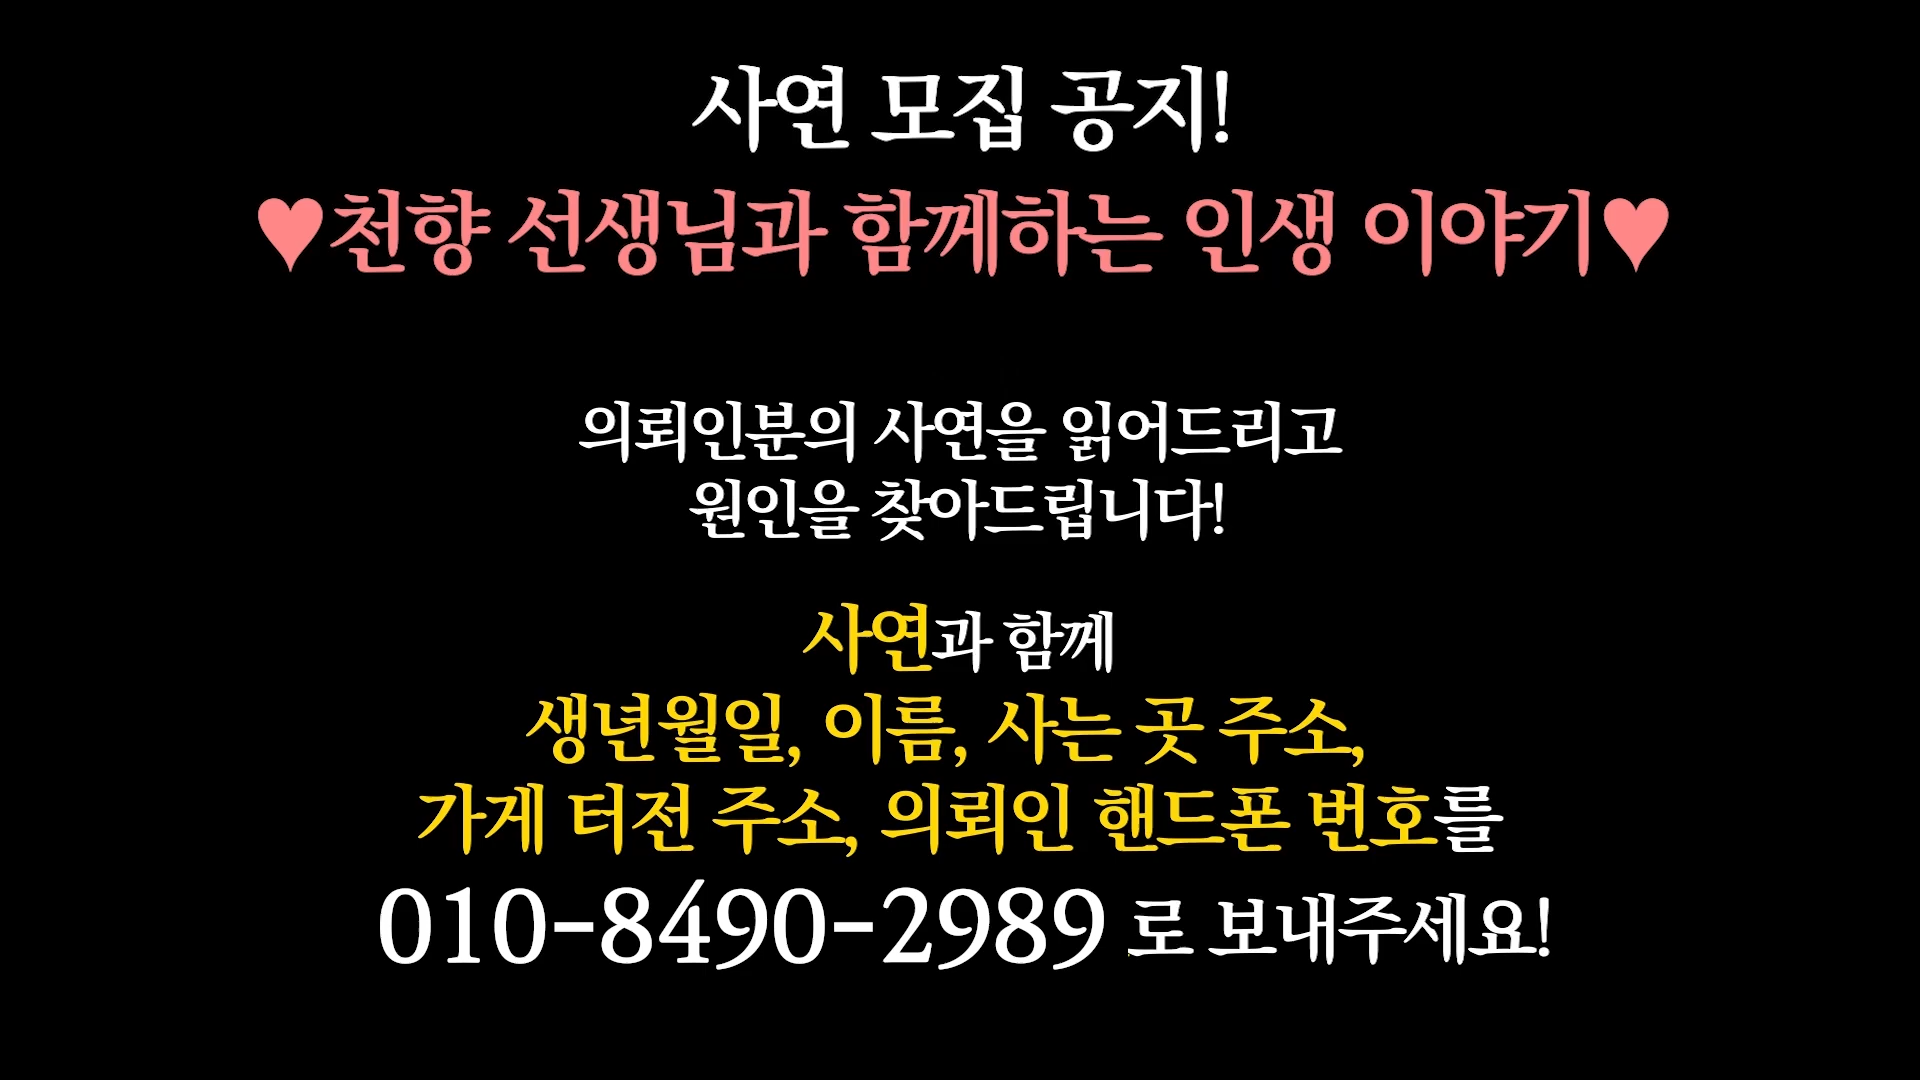 사연 모집 공지!
♥천향 선생님과 함께하는 인생 이야기♥
의뢰인분의 사연을 읽어드리고
원인을 찾아드립니다!
사연과 함께
생년월일, 이름, 사는 곳 주소,
가게 터전 주소, 의뢰인 핸드폰 번호를
010-8490-2989 로 보내주세요!